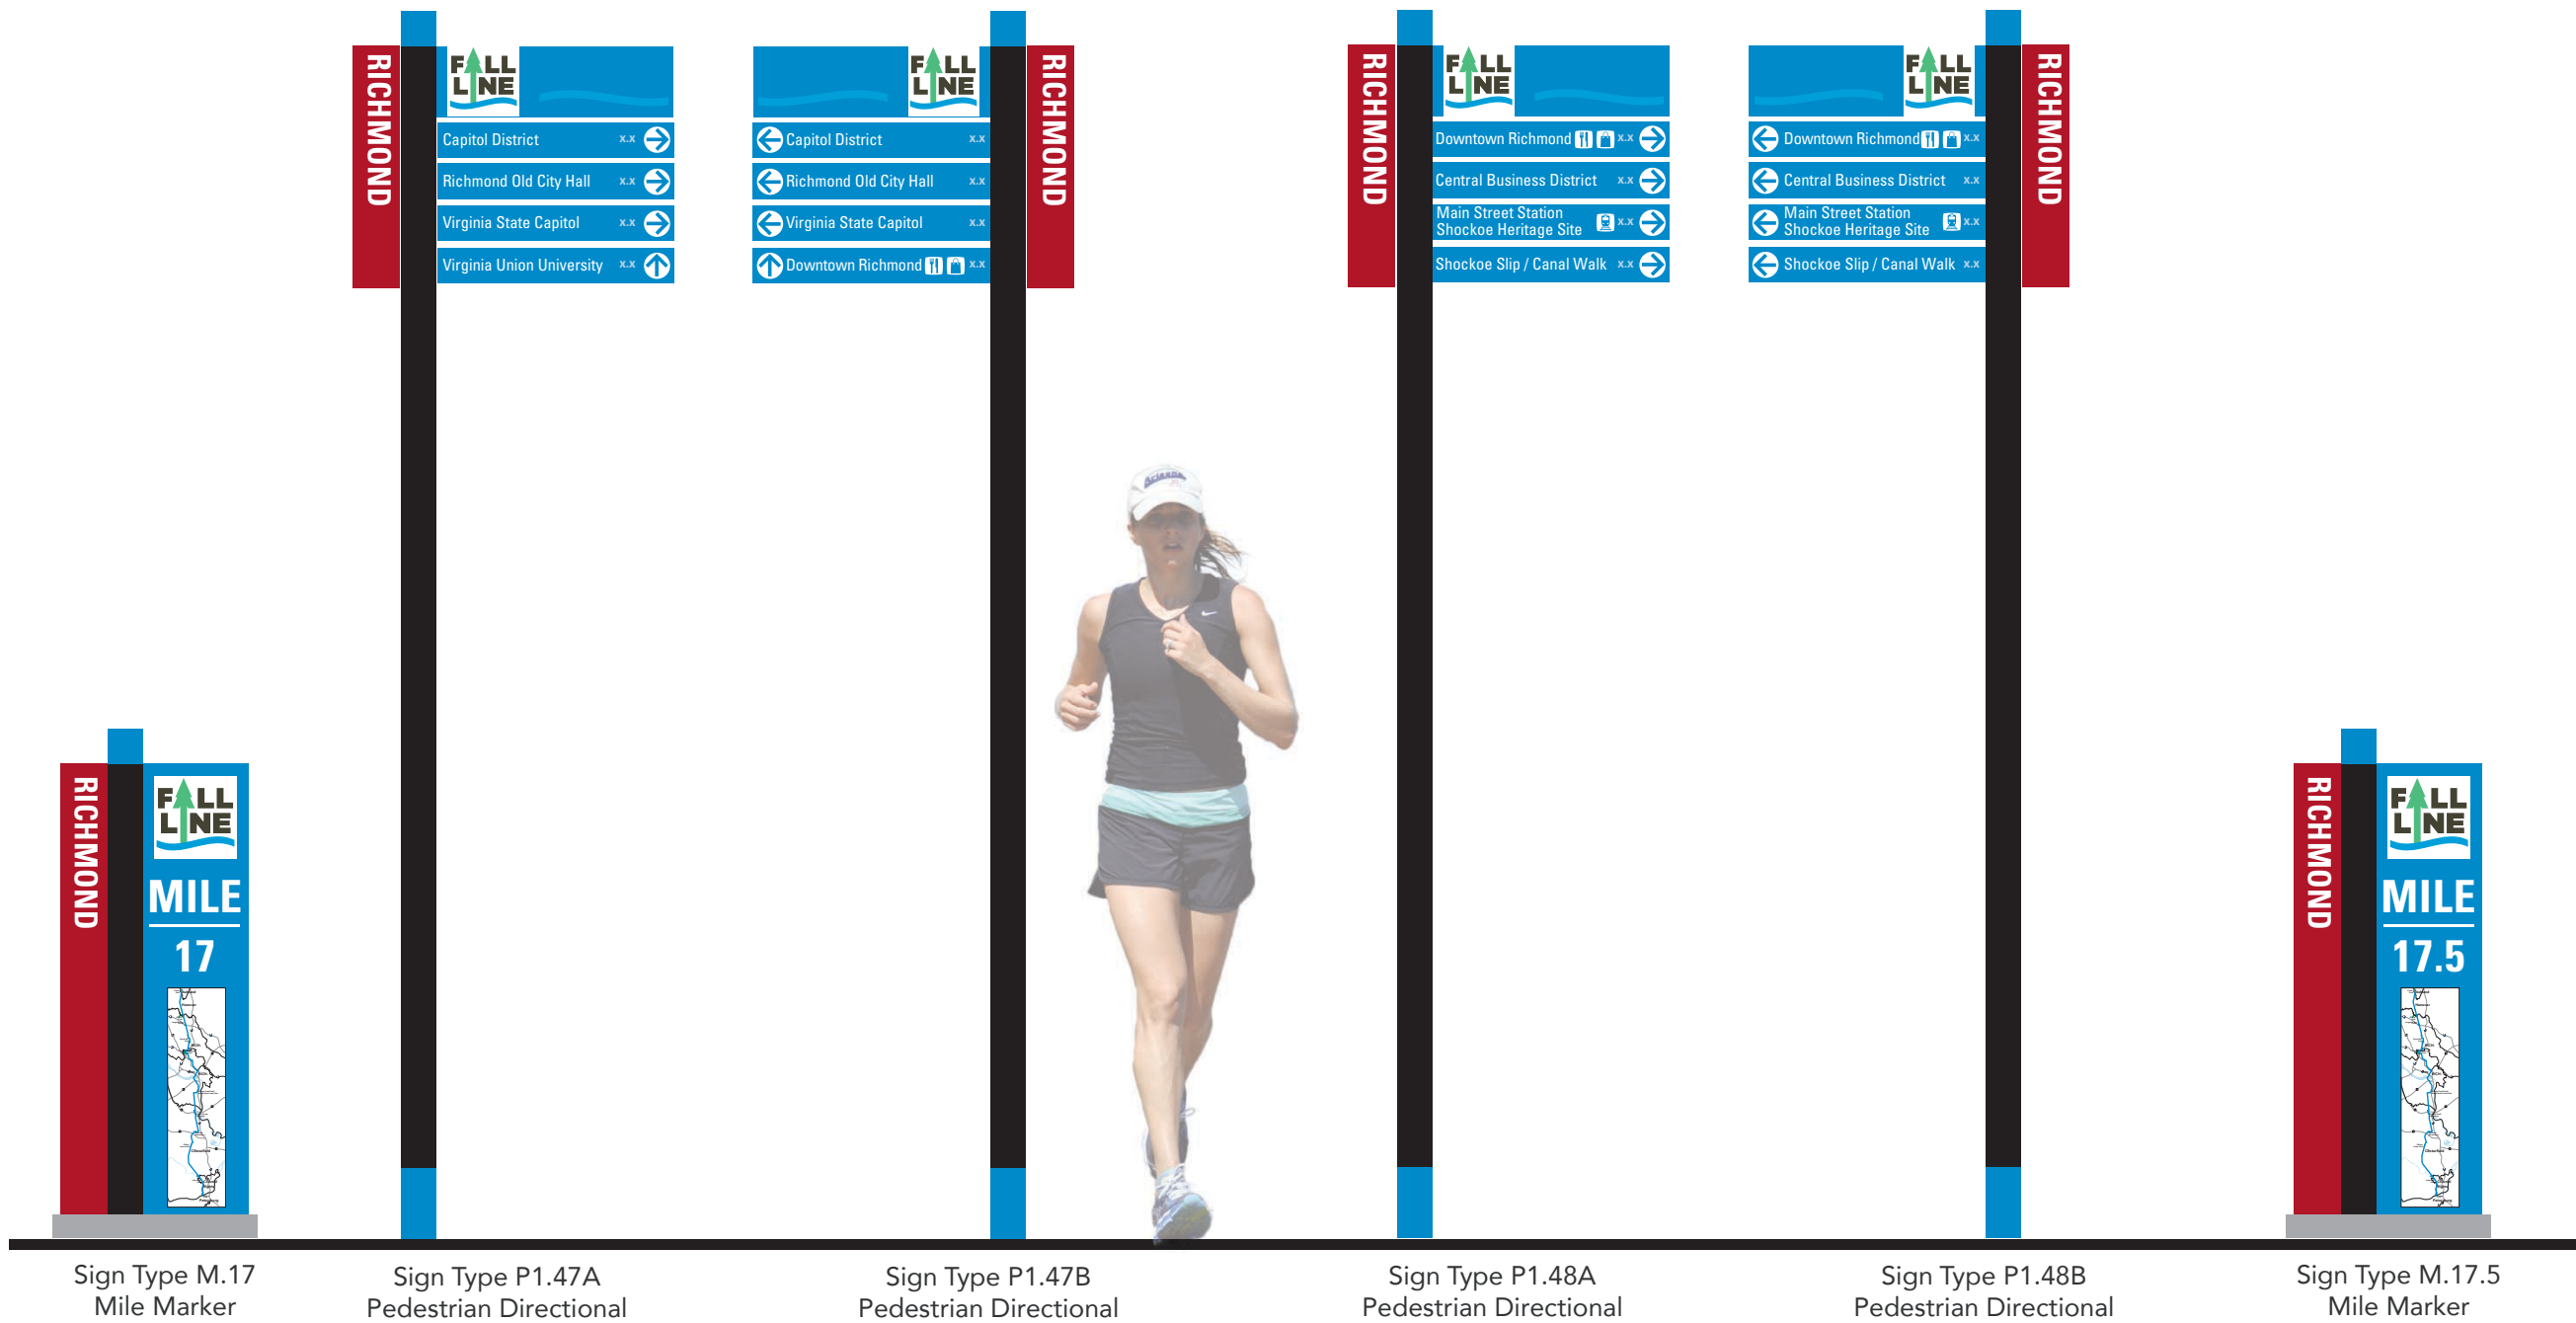 RICHMOND
FALL
LINE
Capitol District x.x
Richmond Old City Hall x.x
Virginia State Capitol x.x
Virginia Union University x.x
FALL
LINE
RICHMOND
Capitol District x.x
Richmond Old City Hall x.x
Virginia State Capitol x.x
Downtown Richmond x.x
RICHMOND
FALL
LINE
Downtown Richmond x.x
Central Business District x.x
Main Street Station
Shockoe Heritage Site x.x
Shockoe Slip / Canal Walk x.x
FALL
LINE
RICHMOND
Downtown Richmond x.x
Central Business District x.x
Main Street Station
Shockoe Heritage Site x.x
Shockoe Slip / Canal Walk x.x
RICHMOND
FALL
LINE
MILE
17
RICHMOND
FALL
LINE
MILE
17.5
Sign Type M.17
Mile Marker
Sign Type P1.47A
Pedestrian Directional
Sign Type P1.47B
Pedestrian Directional
Sign Type P1.48A
Pedestrian Directional
Sign Type P1.48B
Pedestrian Directional
Sign Type M.17.5
Mile Marker